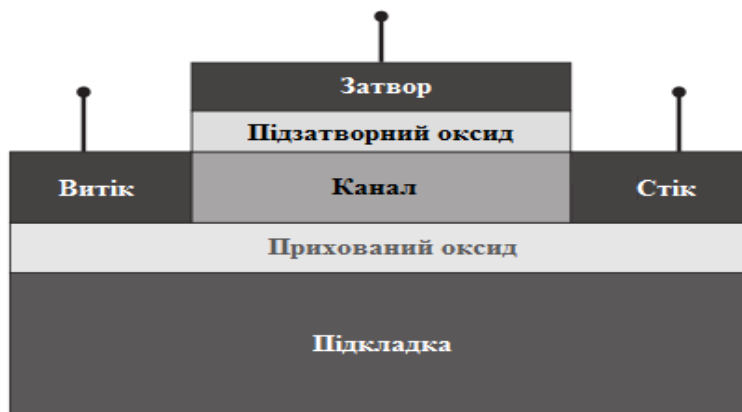 Затвор
Підзатворний оксид
Витік
Канал
Стік
Прихований оксид
Підкладка